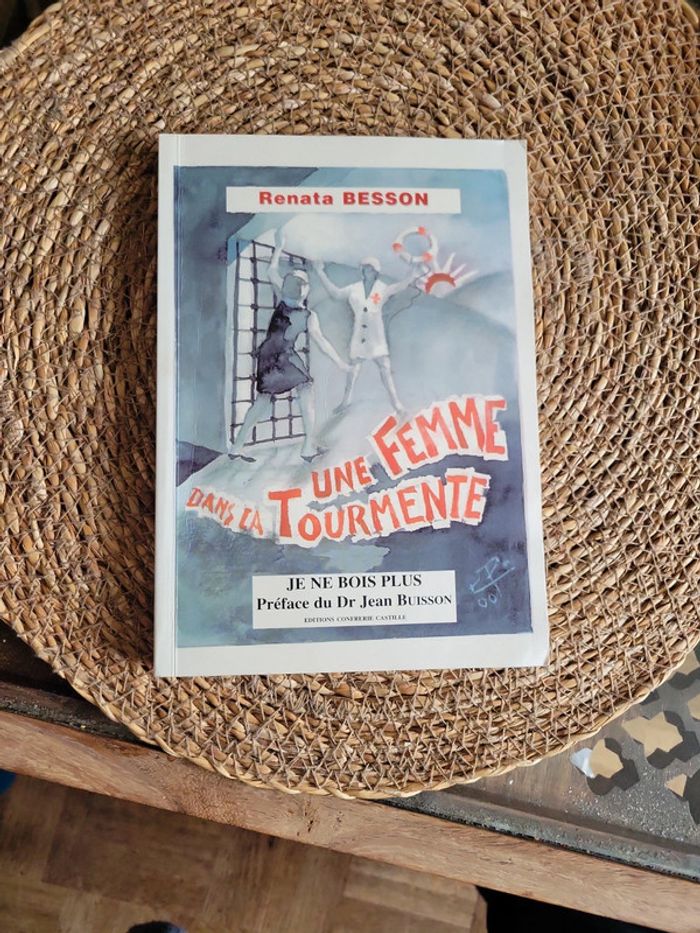 Renata BESSON
UNE FEMME
DANS LA TOURMENTE
JE NE BOIS PLUS
Préface du Dr Jean BUISSON
EDITIONS CONFRERIE CASTILLE